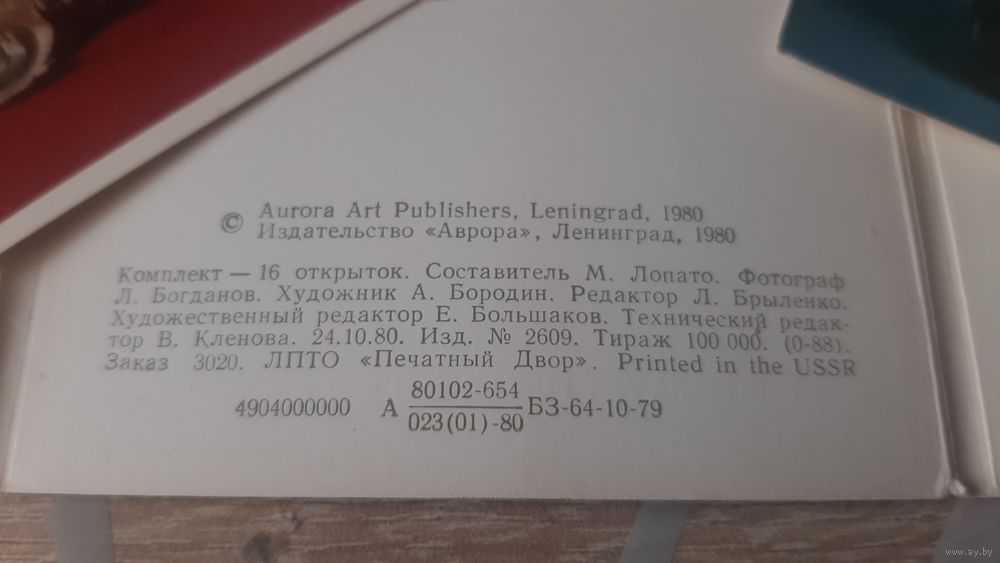 © Aurora Art Publishers, Leningrad, 1980
Издательство «Аврора», Ленинград, 1980
Комплект — 16 открыток. Составитель М. Лопато. Фотограф
Л. Богданов. Художник А. Бородин. Редактор Л. Брыленко.
Художественный редактор Е. Большаков. Технический редак-
тор В. Кленова. 24.10.80. Изд. № 2609. Тираж 100 000. (0-88).
Заказ 3020. ЛПТО «Печатный Двор». Printed in the USSR
80102-654
4904000000 А БЗ-64-10-79
023(01)-80
www.ay.by